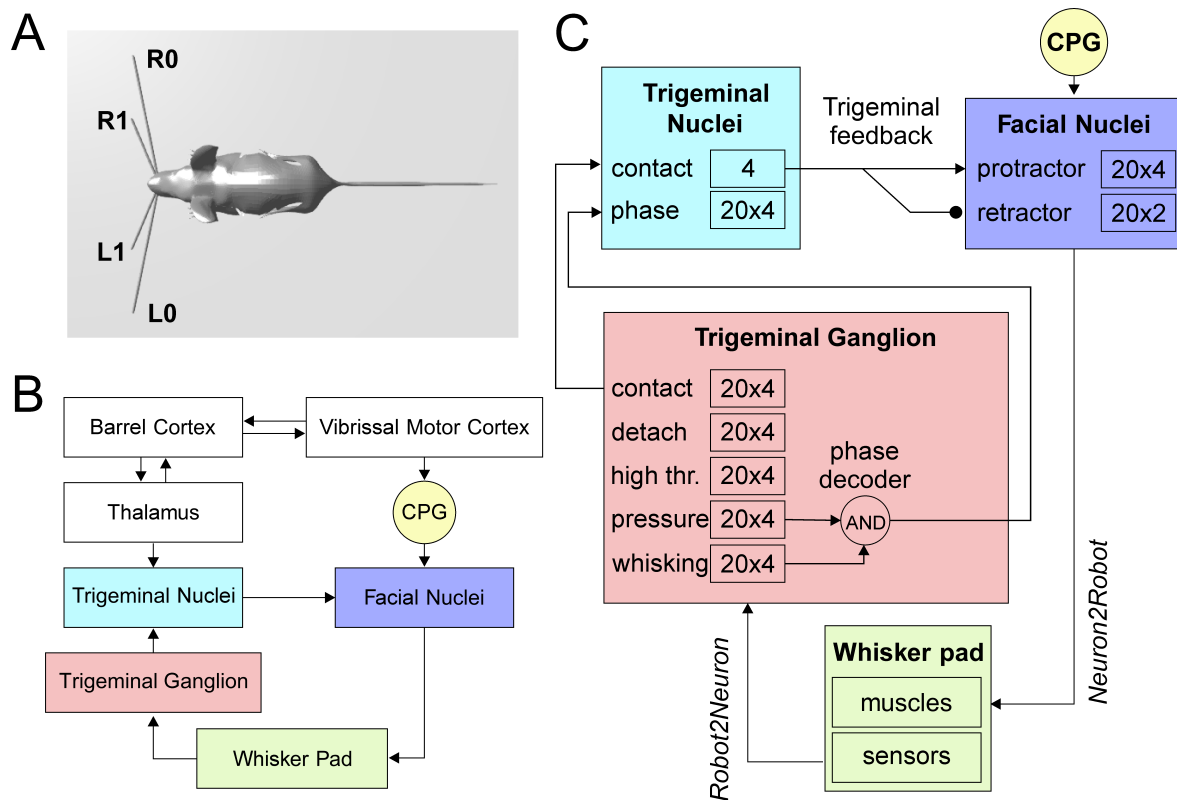 A
R0
R1
L1
L0
B
Barrel Cortex
Vibrissal Motor Cortex
Thalamus
CPG
Trigeminal Nuclei
Facial Nuclei
Trigeminal Ganglion
Whisker Pad
C
CPG
Trigeminal
Nuclei
contact
4
phase
20x4
Trigeminal
feedback
Facial Nuclei
protractor
20x4
retractor
20x2
Trigeminal Ganglion
contact
20x4
detach
20x4
high thr.
20x4
pressure
20x4
whisking
20x4
phase
decoder
AND
Robot2Neuron
Neuron2Robot
Whisker pad
muscles
sensors